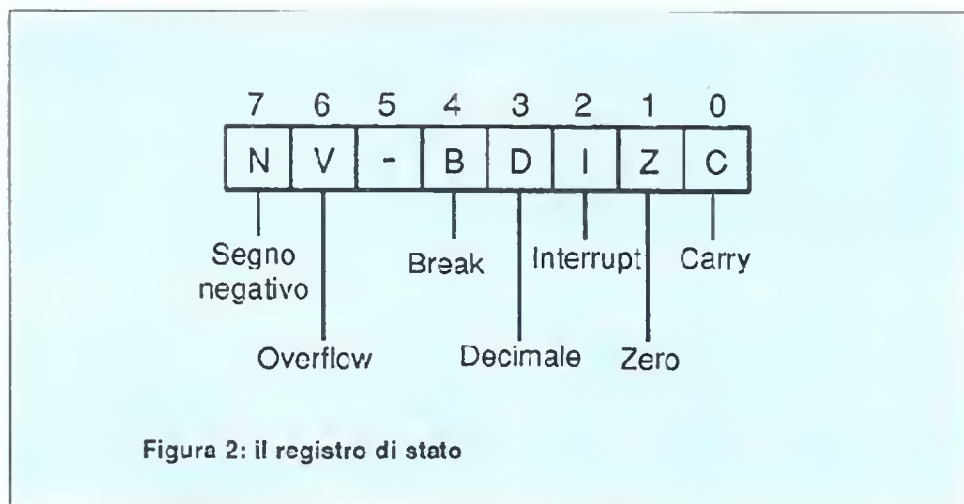 7 6 5 4 3 2 1 0
N V - B D I Z C
Segno negativo
Break
Interrupt
Carry
Overflow
Decimale
Zero
Figura 2: il registro di stato